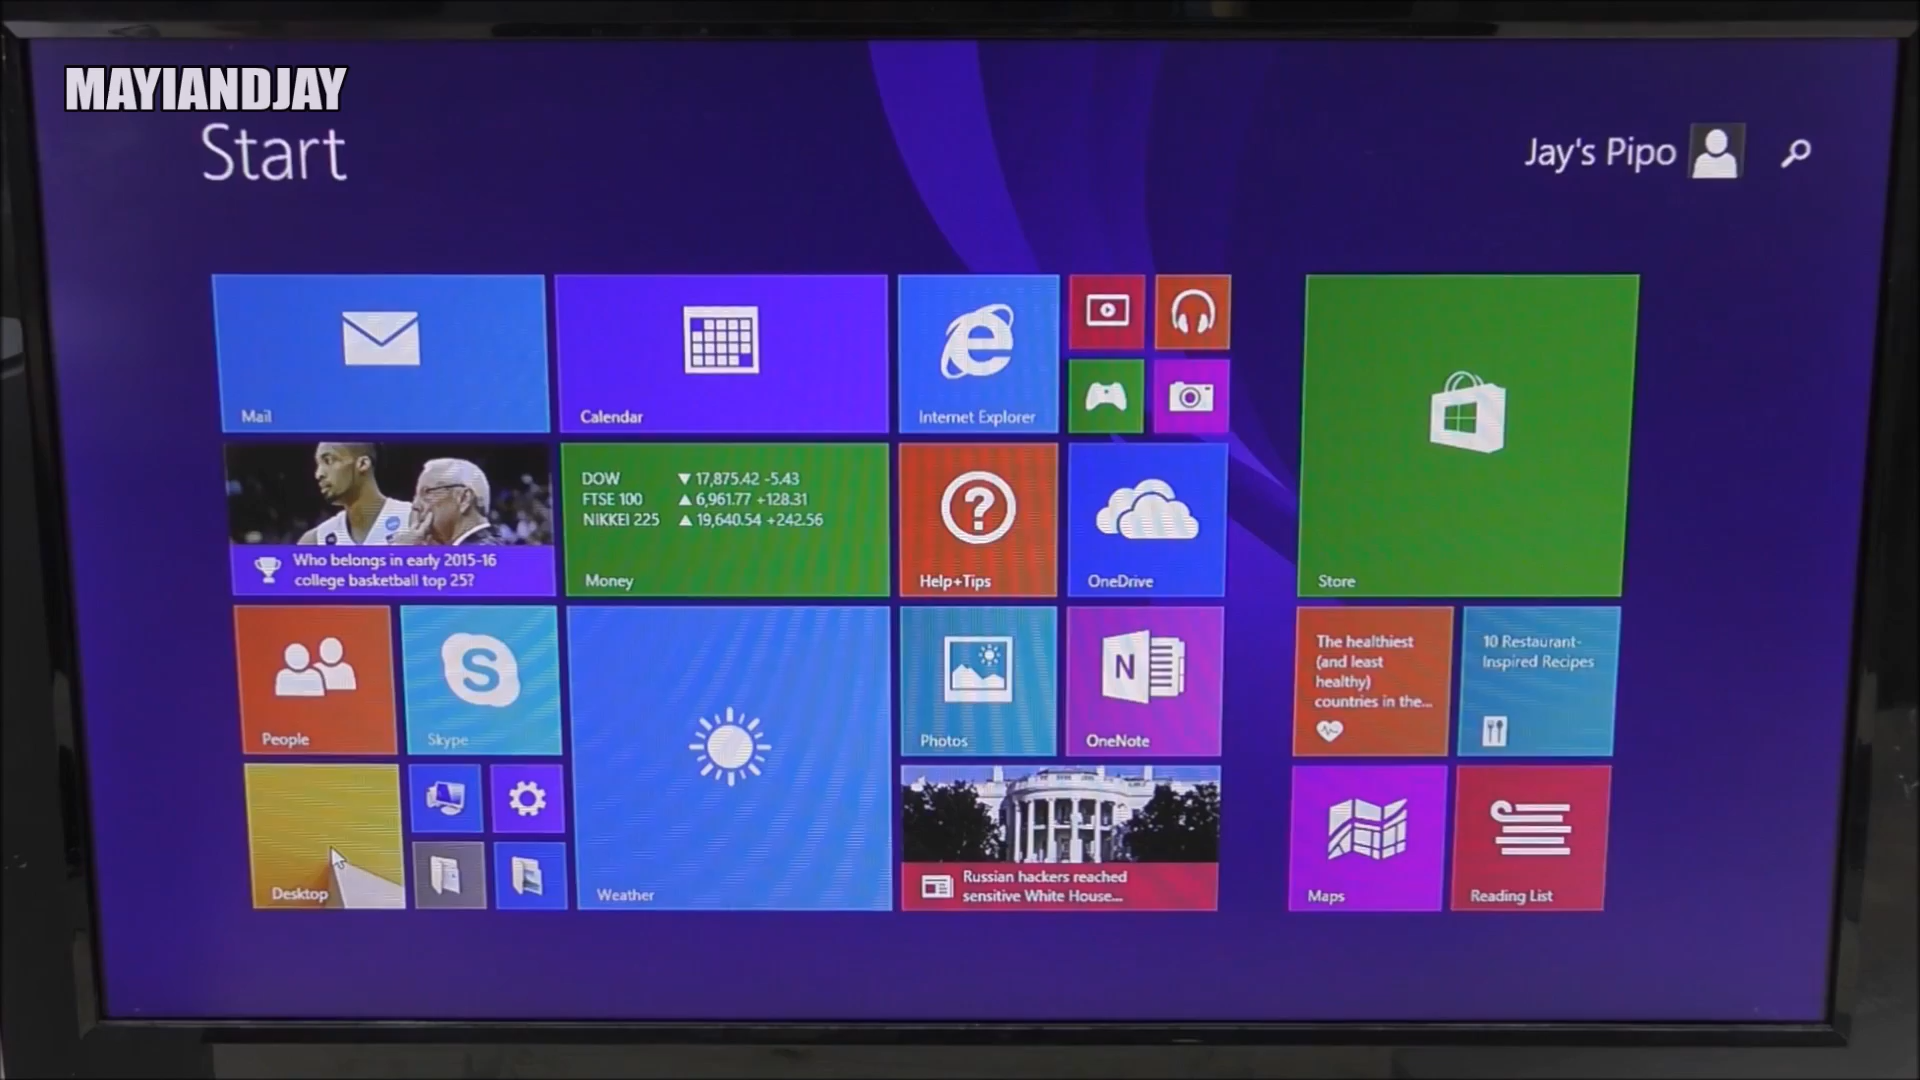 MAYIANDJAY
Start
Jay's Pipo
Mail
Calendar
Internet Explorer
Who belongs in early 2015-16
college basketball top 25?
DOW ▼ 17,875.42 -5.43
FTSE 100 ▲ 6,961.77 +128.31
NIKKEI 225 ▲ 19,640.54 +242.56
Money
Help+Tips
OneDrive
Store
People
S
Skype
Weather
Photos
N
OneNote
The healthiest
(and least
healthy)
countries in the...
10 Restaurant-
Inspired Recipes
Desktop
Russian hackers reached
sensitive White House...
Maps
Reading List